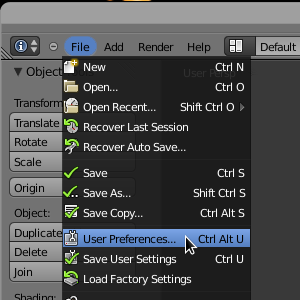 File Add Render Help Default
Object
User Persp
New Ctrl N
Open... Ctrl O
Transform
Open Recent... Shift Ctrl O
Translate
Recover Last Session
Rotate
Recover Auto Save...
Scale
Save Ctrl S
Origin
Save As... Shift Ctrl S
Object:
Save Copy... Ctrl Alt S
Duplicate
User Preferences... Ctrl Alt U
Delete
Save User Settings Ctrl U
Join
Load Factory Settings